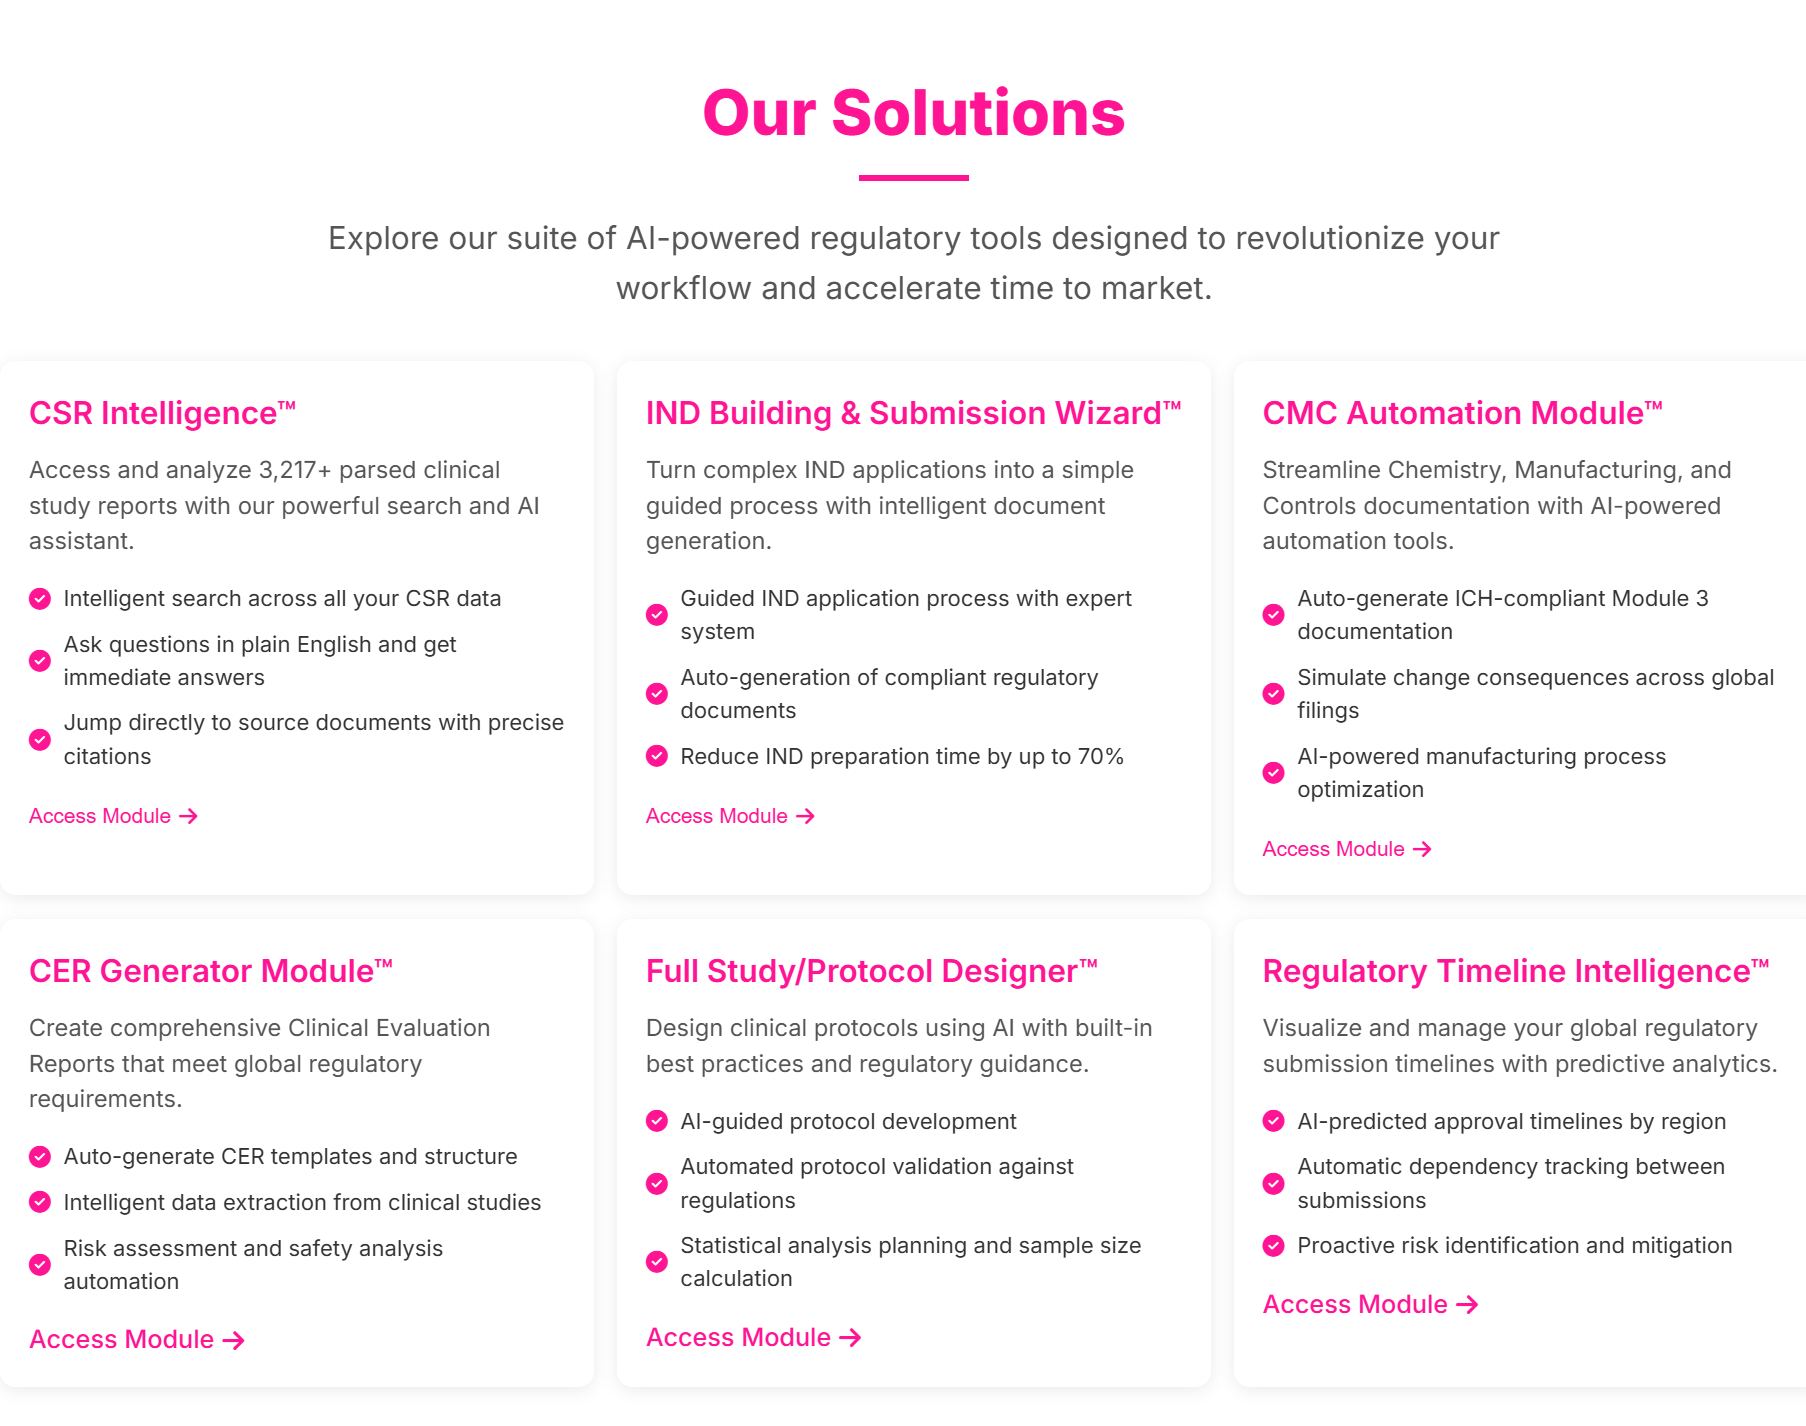 Our Solutions
Explore our suite of AI-powered regulatory tools designed to revolutionize your
workflow and accelerate time to market.
CSR Intelligence™
Access and analyze 3,217+ parsed clinical
study reports with our powerful search and AI
assistant.
Intelligent search across all your CSR data
Ask questions in plain English and get
immediate answers
Jump directly to source documents with precise
citations
Access Module →
IND Building & Submission Wizard™
Turn complex IND applications into a simple
guided process with intelligent document
generation.
Guided IND application process with expert
system
Auto-generation of compliant regulatory
documents
Reduce IND preparation time by up to 70%
Access Module →
CMC Automation Module™
Streamline Chemistry, Manufacturing, and
Controls documentation with AI-powered
automation tools.
Auto-generate ICH-compliant Module 3
documentation
Simulate change consequences across global
filings
AI-powered manufacturing process
optimization
Access Module →
CER Generator Module™
Create comprehensive Clinical Evaluation
Reports that meet global regulatory
requirements.
Auto-generate CER templates and structure
Intelligent data extraction from clinical studies
Risk assessment and safety analysis
automation
Access Module →
Full Study/Protocol Designer™
Design clinical protocols using AI with built-in
best practices and regulatory guidance.
AI-guided protocol development
Automated protocol validation against
regulations
Statistical analysis planning and sample size
calculation
Access Module →
Regulatory Timeline Intelligence™
Visualize and manage your global regulatory
submission timelines with predictive analytics.
AI-predicted approval timelines by region
Automatic dependency tracking between
submissions
Proactive risk identification and mitigation
Access Module →